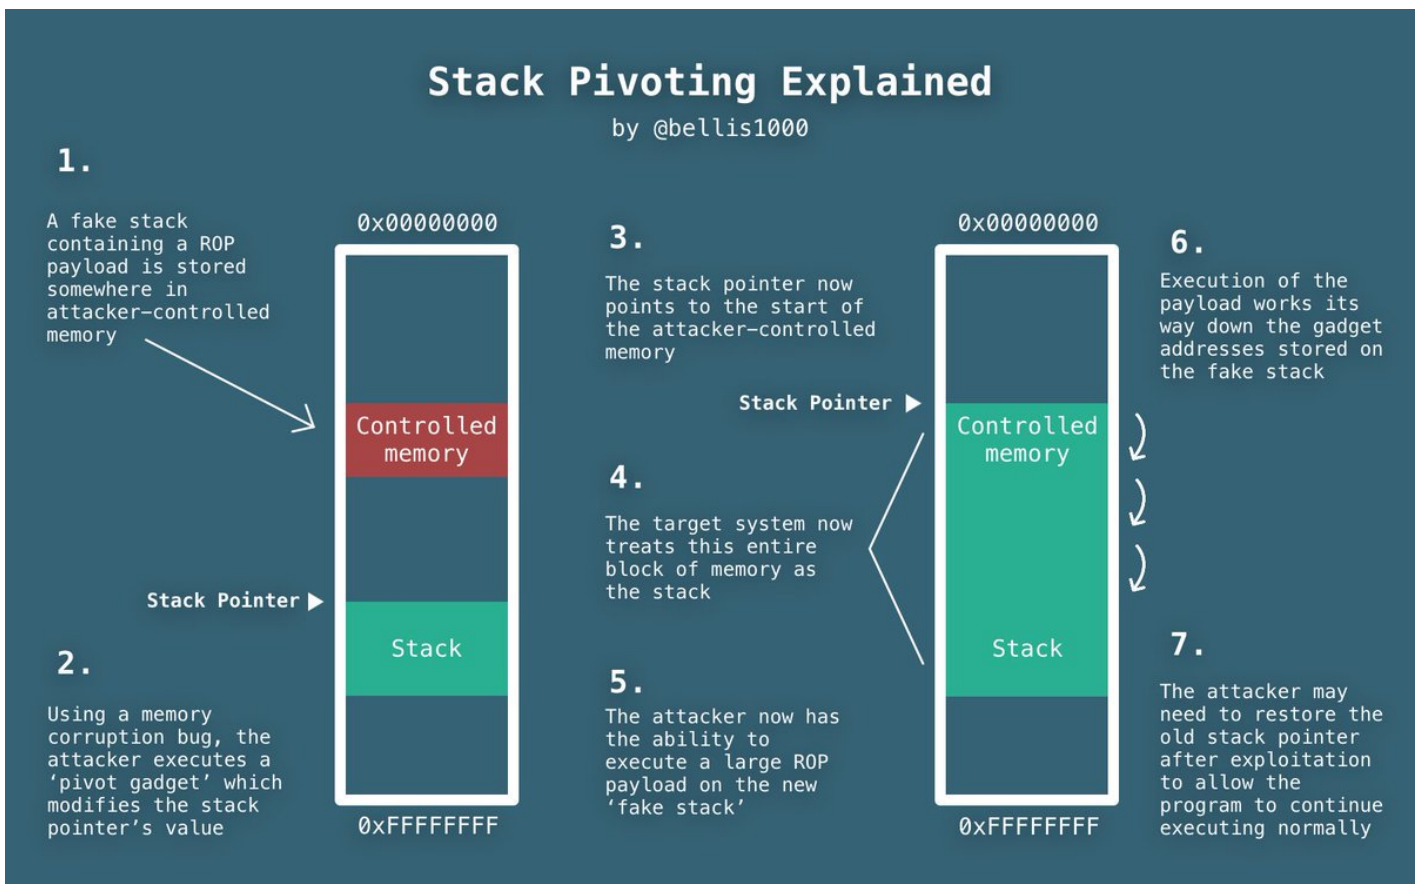 Stack Pivoting Explained
by @bellis1000
1.
A fake stack
containing a ROP
payload is stored
somewhere in
attacker-controlled
memory
0x00000000
Controlled
memory
Stack Pointer
Stack
0xFFFFFFFF
2.
Using a memory
corruption bug, the
attacker executes a
‘pivot gadget’ which
modifies the stack
pointer’s value
3.
The stack pointer now
points to the start of
the attacker-controlled
memory
Stack Pointer
4.
The target system now
treats this entire
block of memory as
the stack
5.
The attacker now has
the ability to
execute a large ROP
payload on the new
‘fake stack’
0x00000000
Controlled
memory
Stack
0xFFFFFFFF
6.
Execution of the
payload works its
way down the gadget
addresses stored on
the fake stack
7.
The attacker may
need to restore the
old stack pointer
after exploitation
to allow the
program to continue
executing normally